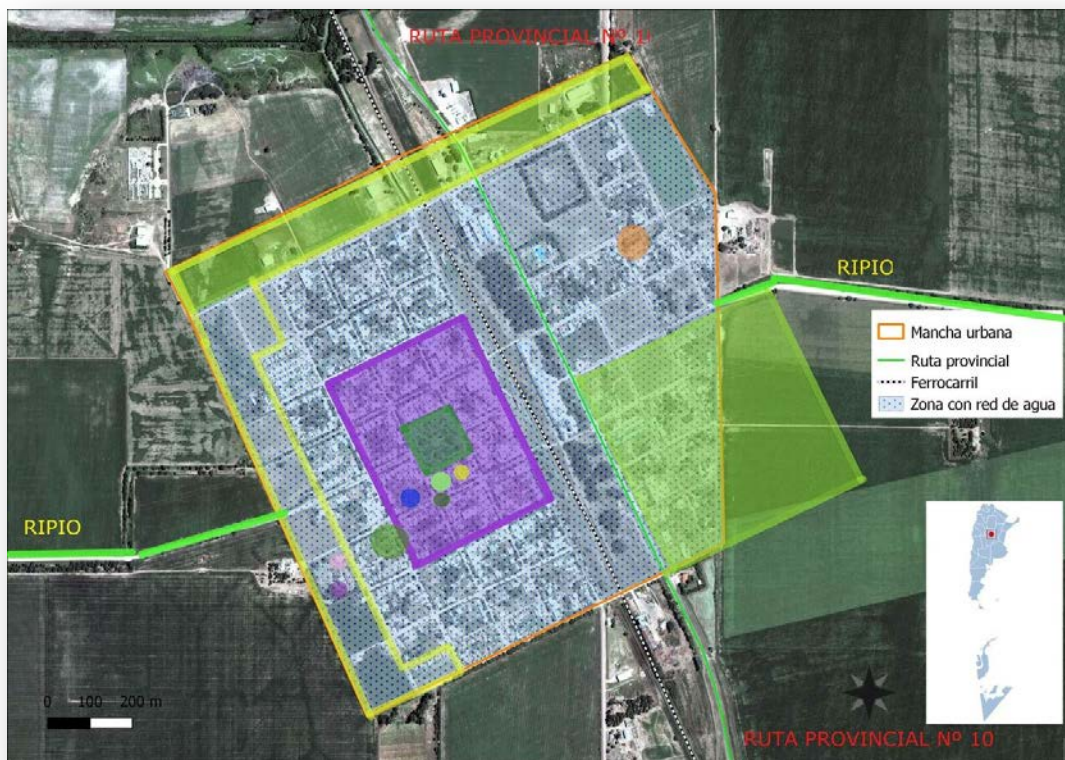 RUTA PROVINCIAL Nº 1
RIPIO
Mancha urbana
Ruta provincial
Ferrocarril
Zona con red de agua
RIPIO
0 100 200 m
RUTA PROVINCIAL Nº 10